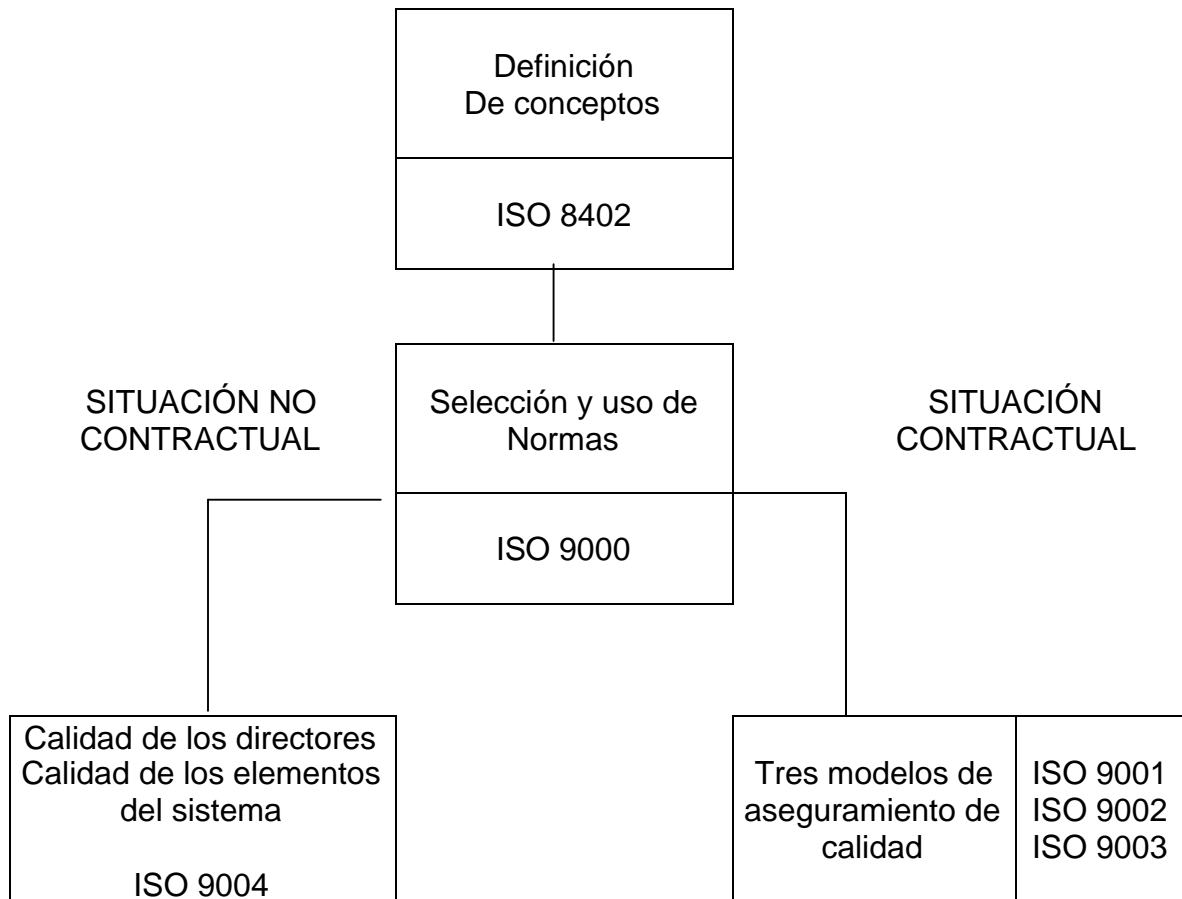 Definición
De conceptos
ISO 8402
SITUACIÓN NO
CONTRACTUAL
Selección y uso de
Normas
SITUACIÓN
CONTRACTUAL
ISO 9000
Calidad de los directores
Calidad de los elementos
del sistema
ISO 9004
Tres modelos de
aseguramiento de
calidad
ISO 9001
ISO 9002
ISO 9003